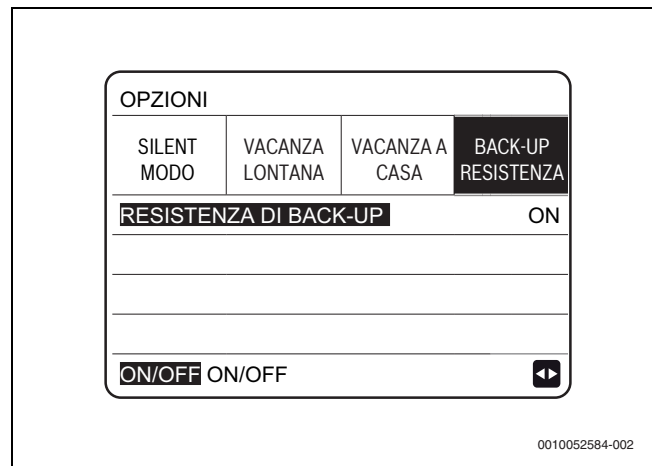 OPZIONI
SILENT MODO
VACANZA LONTANA
VACANZA A CASA
BACK-UP RESISTENZA
RESISTENZA DI BACK-UP ON
ON/OFF ON/OFF
0010052584-002